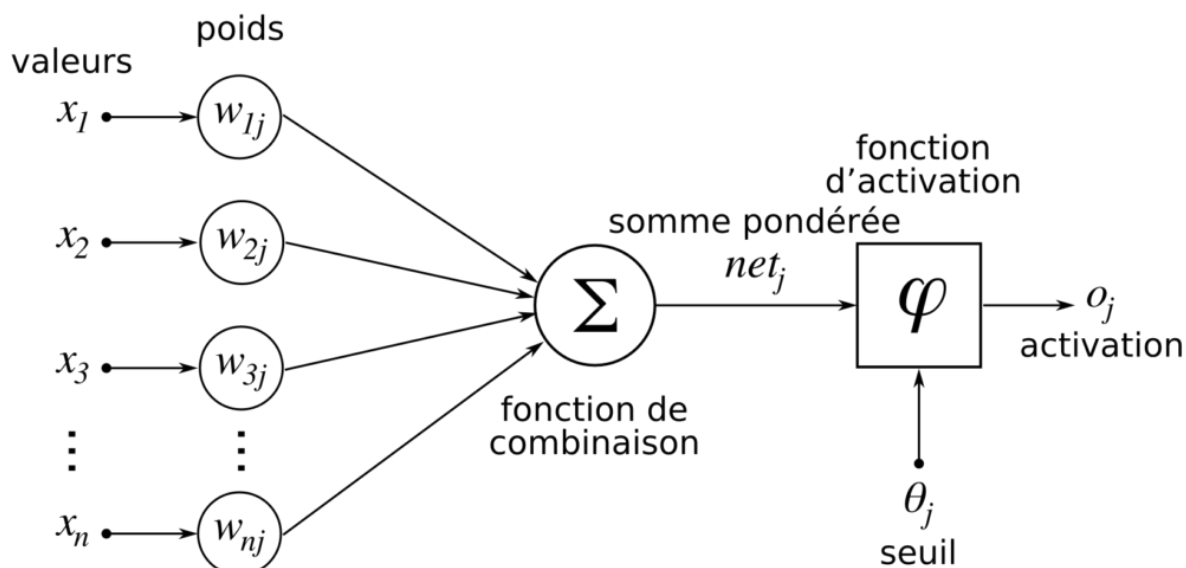 poids
valeurs
x₁
w₁ⱼ
x₂
w₂ⱼ
x₃
w₃ⱼ
⋮
⋮
xₙ
wₙⱼ
Σ
fonction de
combinaison
somme pondérée
netⱼ
fonction
d'activation
φ
oⱼ
activation
θⱼ
seuil